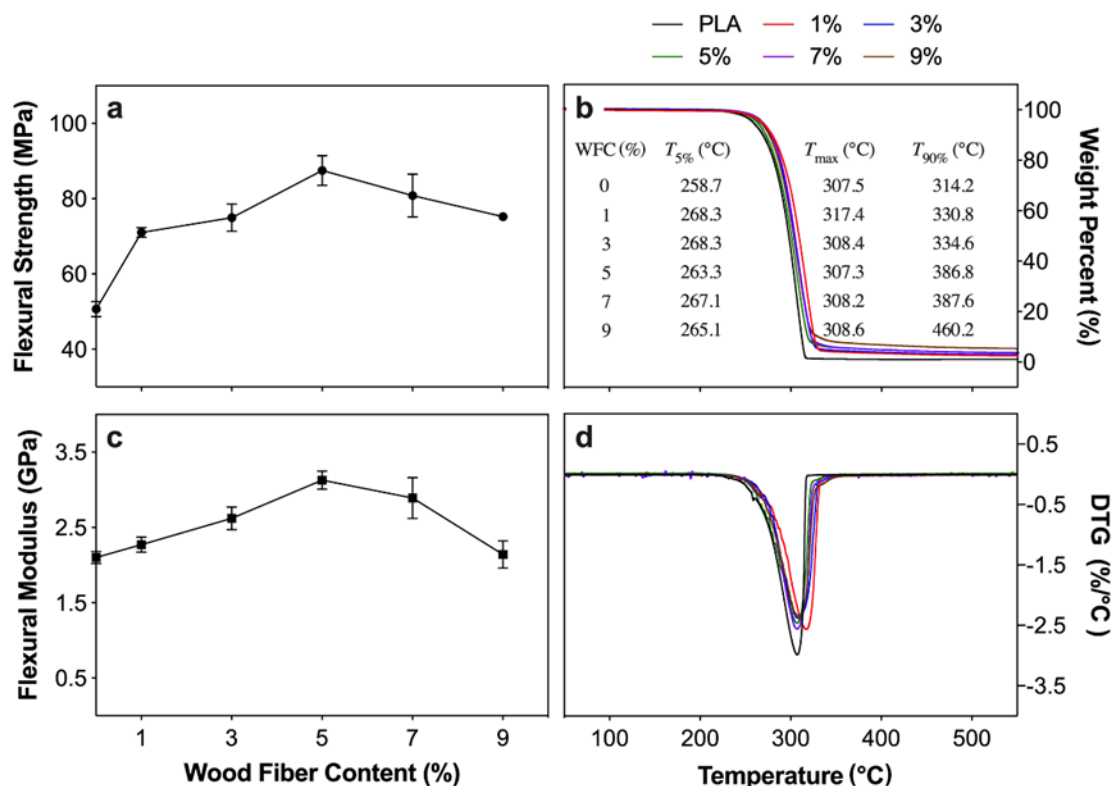 PLA 1% 3%
5% 7% 9%
a
Flexural Strength (MPa)
100
80
60
40
b
WFC (%) T5% (°C) Tmax (°C) T90% (°C)
0 258.7 307.5 314.2
1 268.3 317.4 330.8
3 268.3 308.4 334.6
5 263.3 307.3 386.8
7 267.1 308.2 387.6
9 265.1 308.6 460.2
100
80
60
40
20
0
Weight Percent (%)
c
Flexural Modulus (GPa)
3.5
2.5
1.5
0.5
1 3 5 7 9
Wood Fiber Content (%)
d
0.5
-0.5
-1.5
-2.5
-3.5
DTG (%/°C)
100 200 300 400 500
Temperature (°C)